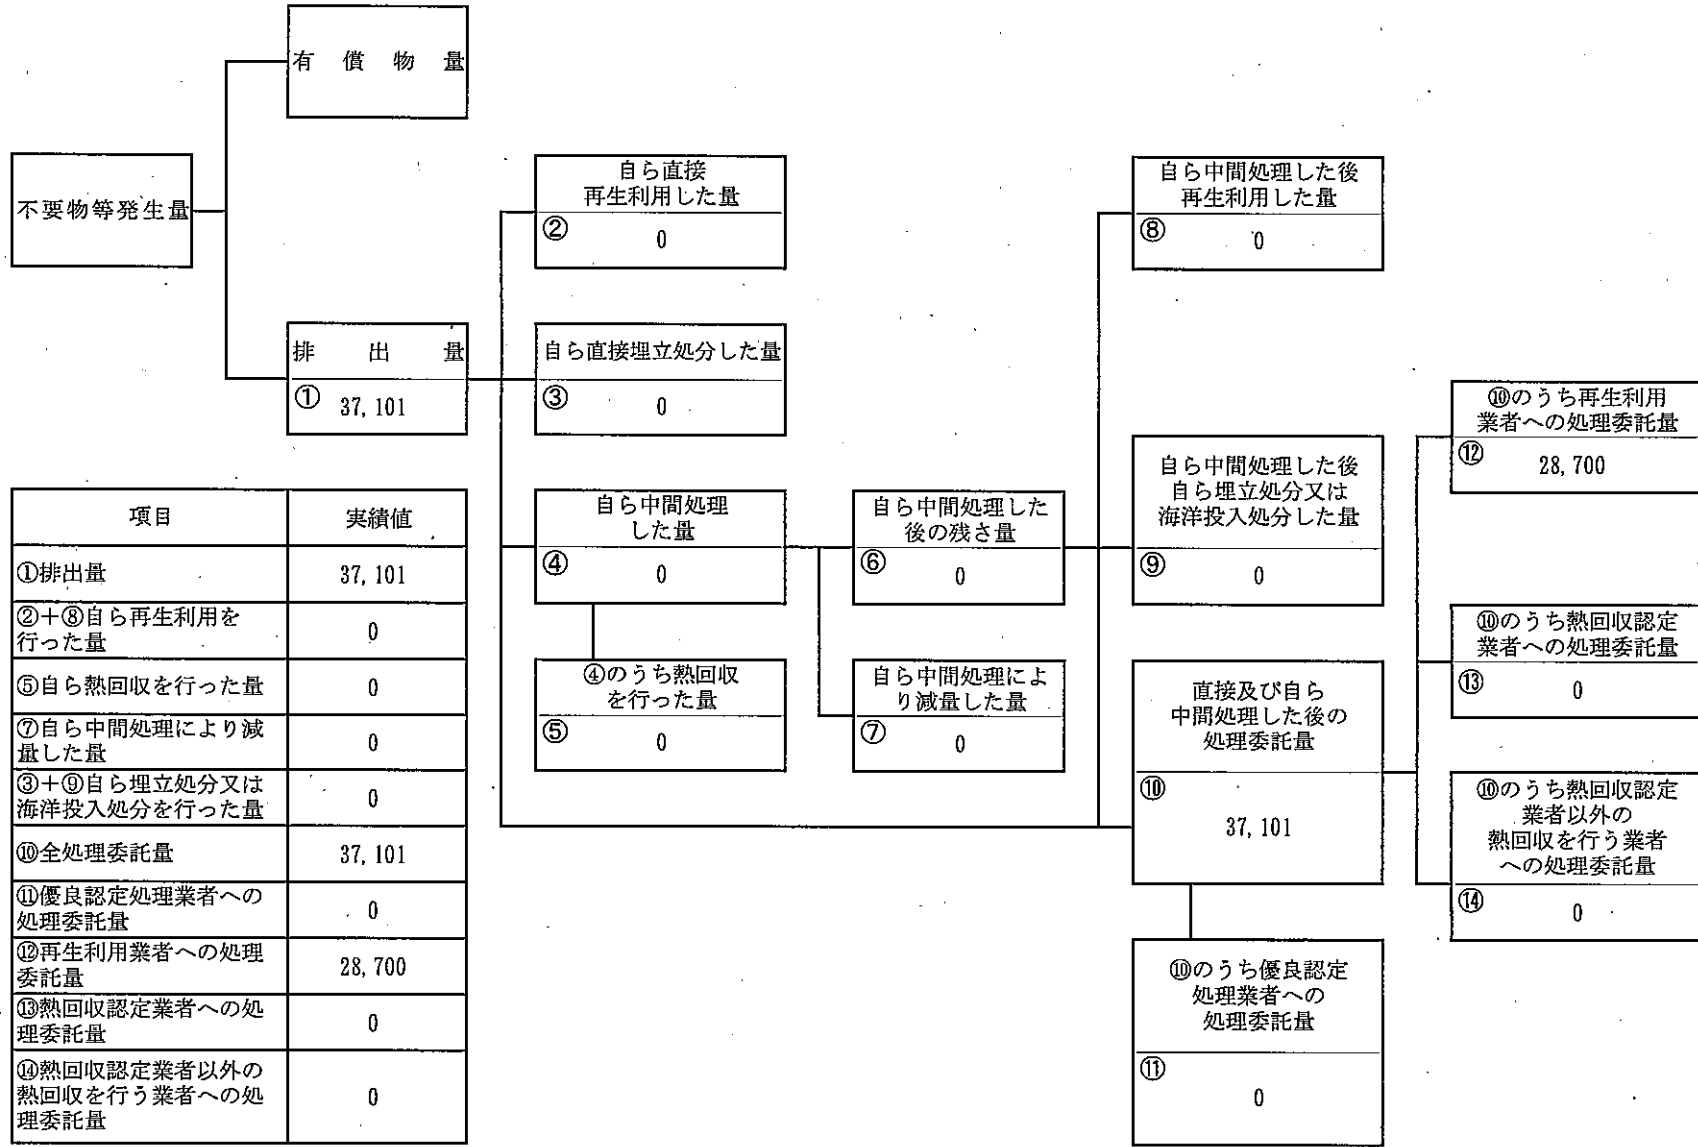 有償物量
不要物等発生量
排出量
① 37,101
自ら直接
再生利用した量
② 0
自ら直接埋立処分した量
③ 0
自ら中間処理
した量
④ 0
④のうち熱回収
を行った量
⑤ 0
自ら中間処理した
後の残さ量
⑥ 0
自ら中間処理によ
り減量した量
⑦ 0
自ら中間処理した後
再生利用した量
⑧ 0
自ら中間処理した後
自ら埋立処分又は
海洋投入処分した量
⑨ 0
直接及び自ら
中間処理した後の
処理委託量
⑩
37,101
⑩のうち優良認定
処理業者への
処理委託量
⑪
0
⑩のうち再生利用
業者への処理委託量
⑫ 28,700
⑩のうち熱回収認定
業者への処理委託量
⑬ 0
⑩のうち熱回収認定
業者以外の
熱回収を行う業者
への処理委託量
⑭ 0
項目 実績値
①排出量 37,101
②+⑧自ら再生利用を
行った量 0
⑤自ら熱回収を行った量 0
⑦自ら中間処理により減
量した量 0
③+⑨自ら埋立処分又は
海洋投入処分を行った量 0
⑩全処理委託量 37,101
⑪優良認定処理業者への
処理委託量 0
⑫再生利用業者への処理
委託量 28,700
⑬熱回収認定業者への処
理委託量 0
⑭熱回収認定業者以外の
熱回収を行う業者への処
理委託量 0